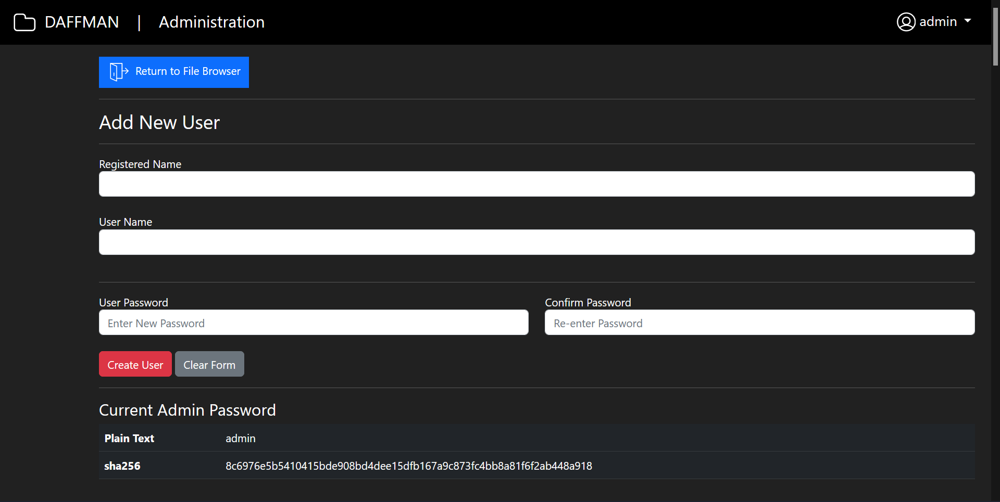 DAFFMAN | Administration
admin
Return to File Browser
Add New User
Registered Name
User Name
User Password
Confirm Password
Enter New Password
Re-enter Password
Create User
Clear Form
Current Admin Password
Plain Text admin
sha256 8c6976e5b5410415bde908bd4dee15dfb167a9c873fc4bb8a81f6f2ab448a918